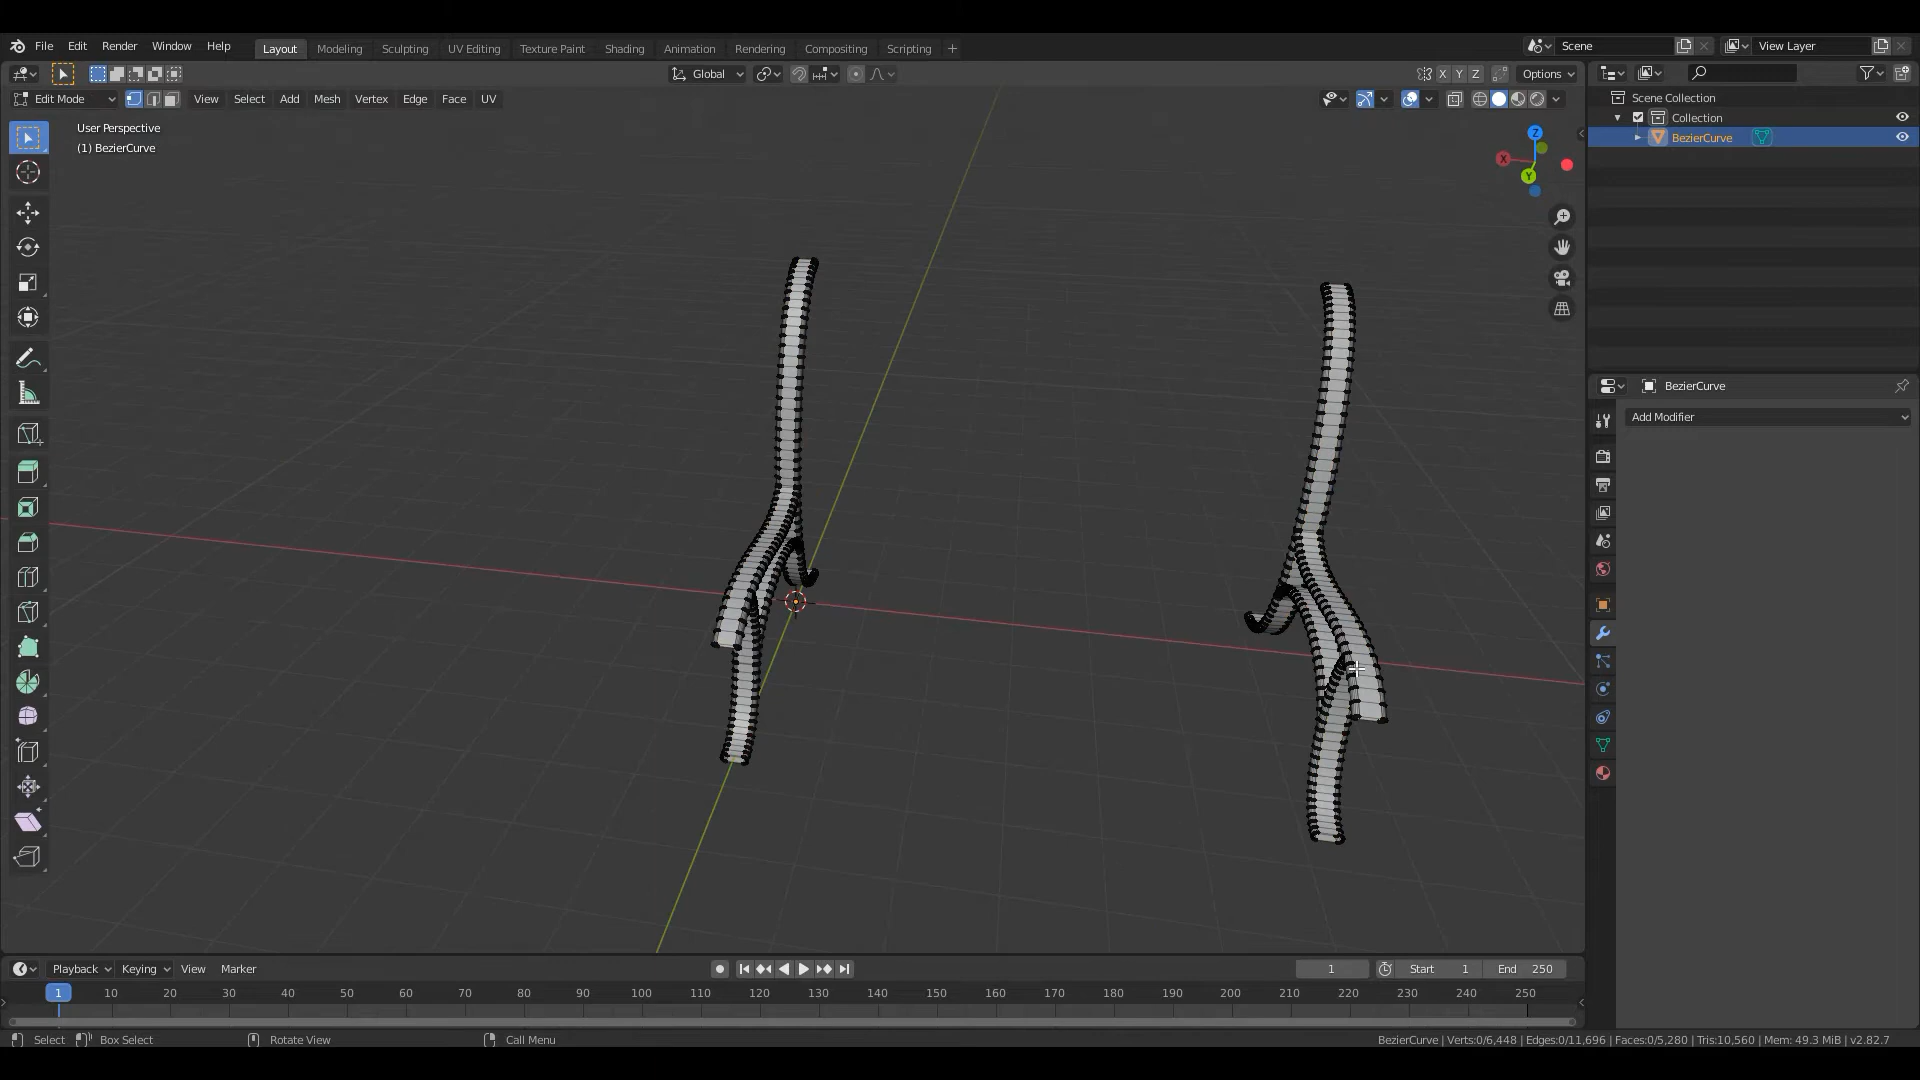 File Edit Render Window Help Layout Modeling Sculpting UV Editing Texture Paint Shading Animation Rendering Compositing Scripting + Scene View Layer
Global X Y Z Options
Edit Mode View Select Add Mesh Vertex Edge Face UV
User Perspective
(1) BezierCurve
Z
X
Y
Scene Collection
Collection
BezierCurve
BezierCurve
Add Modifier
Playback Keying View Marker 1 Start 1 End 250
1 10 20 30 40 50 60 70 80 90 100 110 120 130 140 150 160 170 180 190 200 210 220 230 240 250
Select Box Select Rotate View Call Menu BezierCurve | Verts:0/6,448 | Edges:0/11,696 | Faces:0/5,280 | Tris:10,560 | Mem: 49.3 MiB | v2.82.7